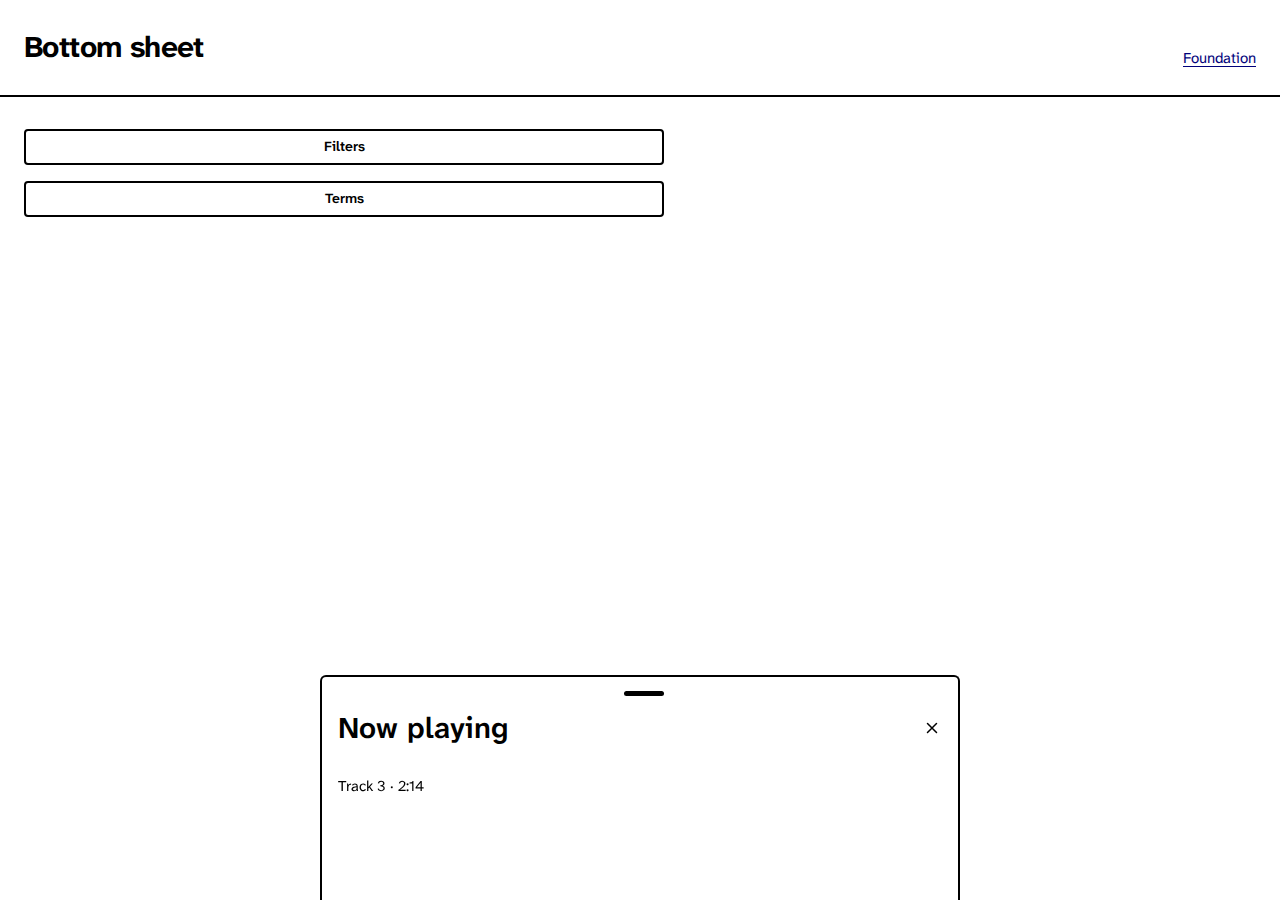 Bottom sheet
Foundation
Filters
Terms
Now playing
Track 3 · 2:14